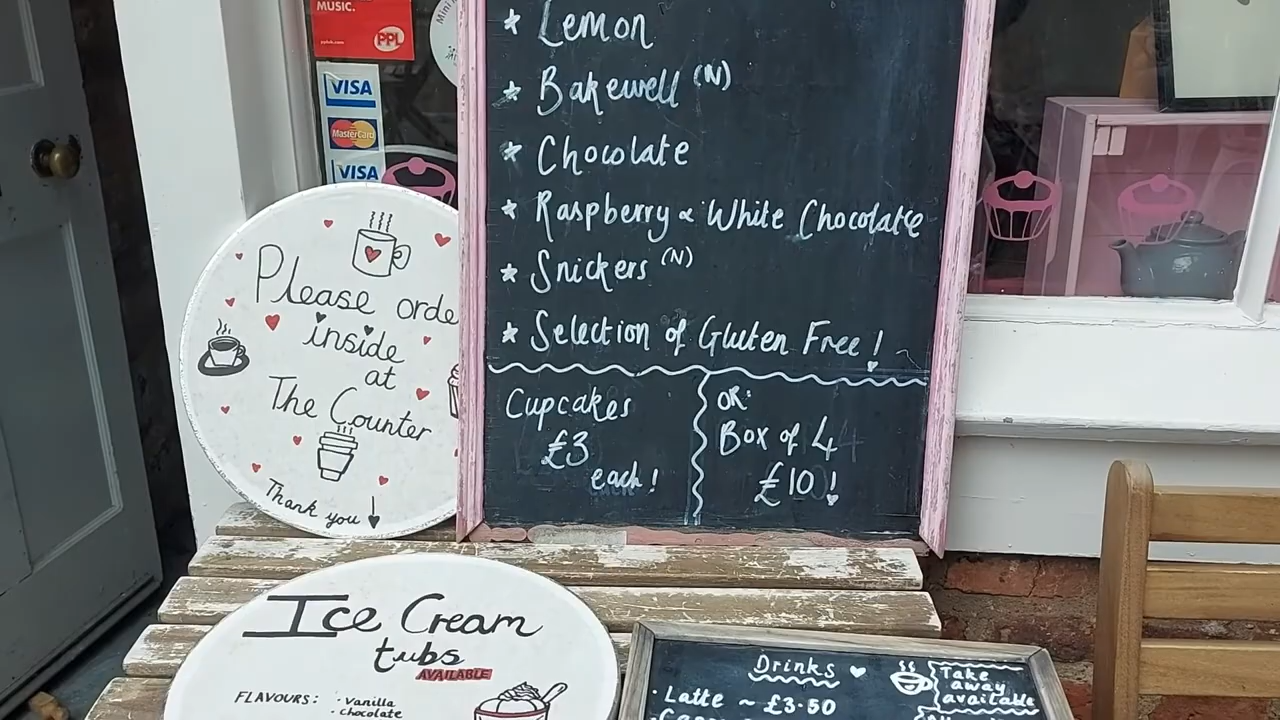 MUSIC.
PPL
VISA
MasterCard
VISA
Mini
* Lemon
* Bakewell (N)
* Chocolate
* Raspberry & White Chocolate
* Snickers (N)
* Selection of Gluten Free!
Cupcakes
£3
each!
OR:
Box of 4
£10!
Please orde
inside
at
The Counter
Thank you
Ice Cream
tubs
AVAILABLE
FLAVOURS: · Vanilla
· chocolate
Drinks
· Latte ~ £3·50
Take
away
available